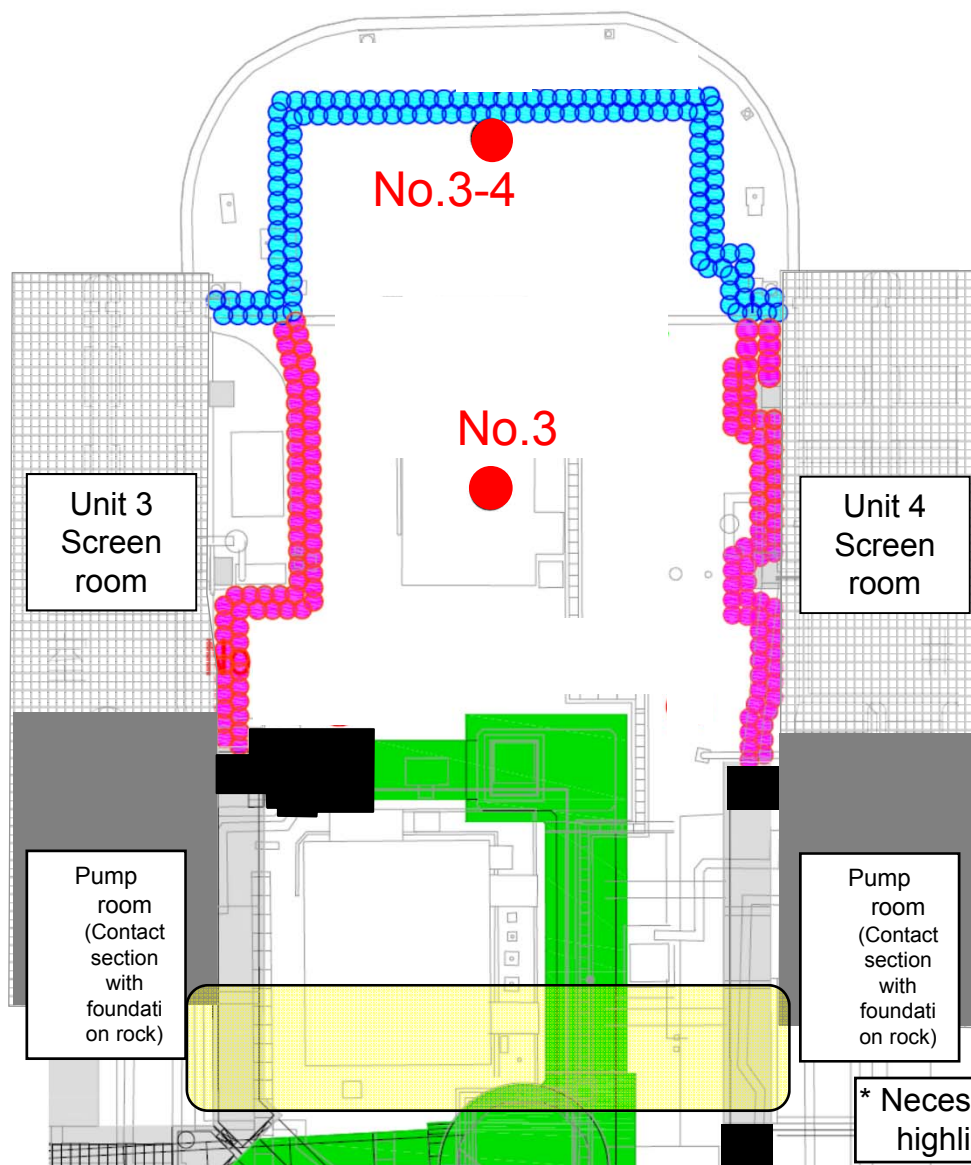 No.3-4
No.3
Unit 3
Screen
room
Unit 4
Screen
room
Pump
room
(Contact
section
with
foundati
on rock)
Pump
room
(Contact
section
with
foundati
on rock)
* Neces
highli